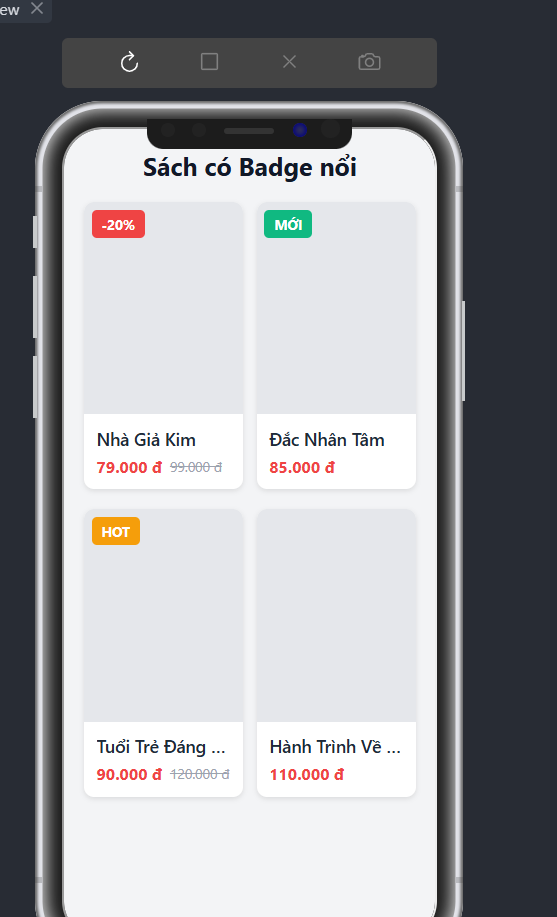 ew
Sách có Badge nổi
-20%
MỚI
Nhà Giả Kim
79.000 đ 99.000 đ
Đắc Nhân Tâm
85.000 đ
HOT
Tuổi Trẻ Đáng ...
90.000 đ 120.000 đ
Hành Trình Về ...
110.000 đ